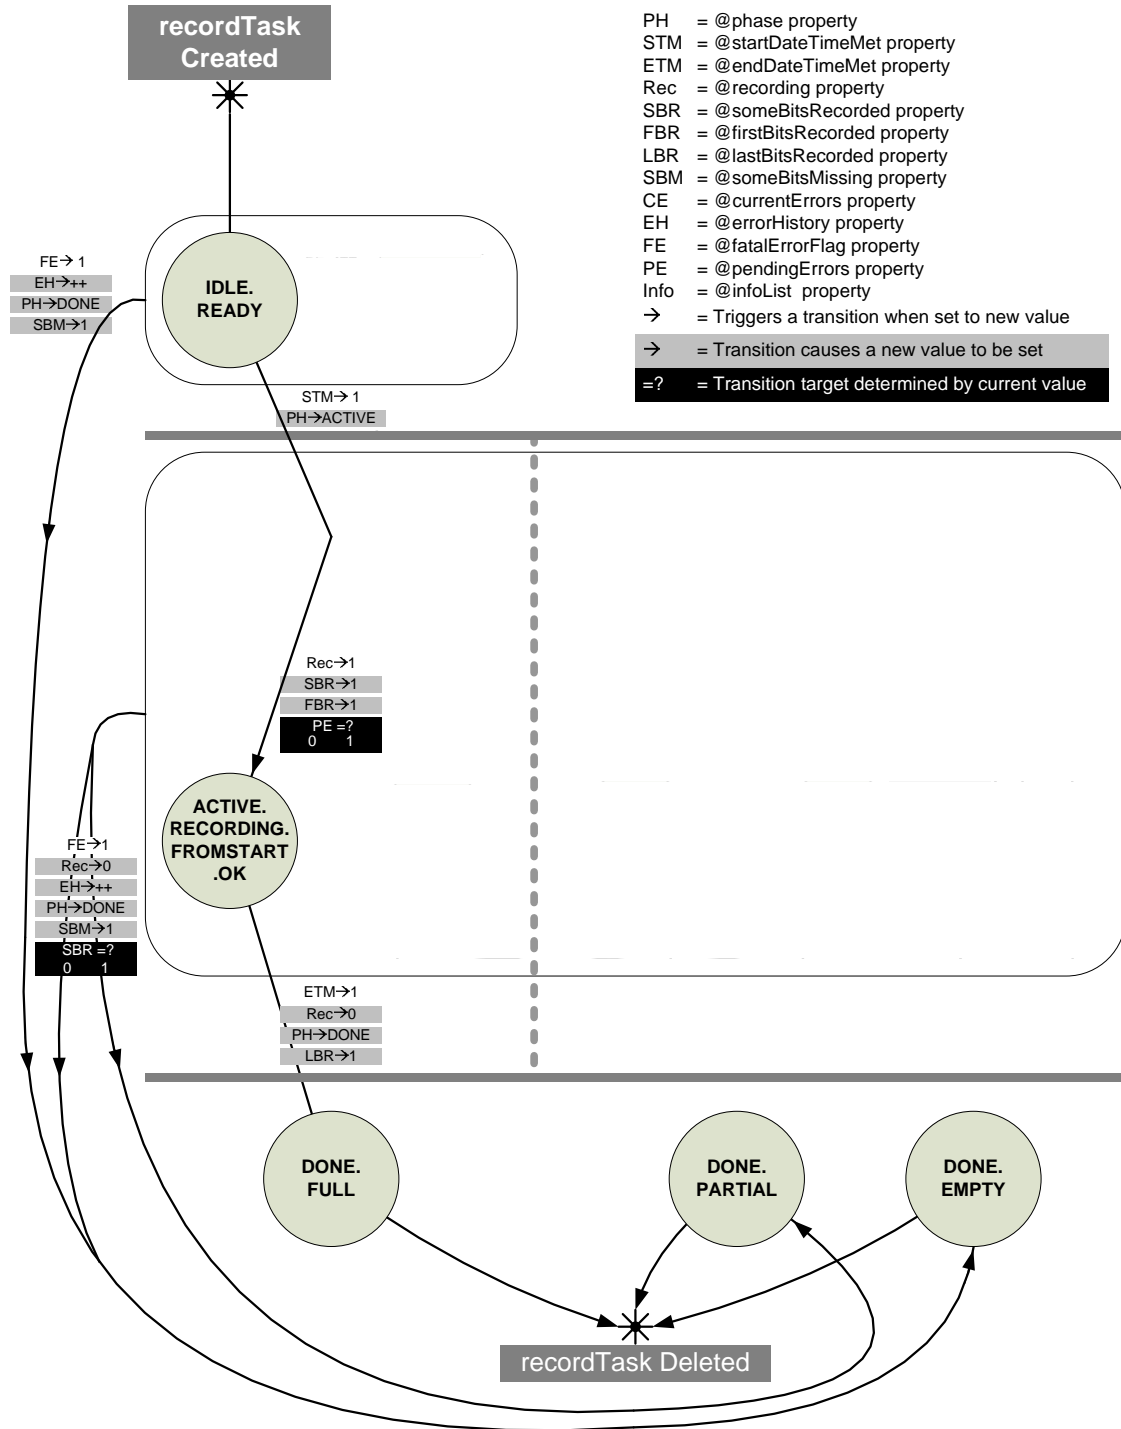 recordTask
Created
PH = @phase property
STM = @startDateTimeMet property
ETM = @endDateTimeMet property
Rec = @recording property
SBR = @someBitsRecorded property
FBR = @firstBitsRecorded property
LBR = @lastBitsRecorded property
SBM = @someBitsMissing property
CE = @currentErrors property
EH = @errorHistory property
FE = @fatalErrorFlag property
PE = @pendingErrors property
Info = @infoList property
→ = Triggers a transition when set to new value
→ = Transition causes a new value to be set
=? = Transition target determined by current value
FE→ 1
EH→++
PH→DONE
SBM→1
IDLE.
READY
STM→ 1
PH→ACTIVE
Rec→1
SBR→1
FBR→1
PE =?
0 1
ACTIVE.
RECORDING.
FROMSTART
.OK
FE→1
Rec→0
EH→++
PH→DONE
SBM→1
SBR =?
0 1
ETM→1
Rec→0
PH→DONE
LBR→1
DONE.
FULL
DONE.
PARTIAL
DONE.
EMPTY
recordTask Deleted